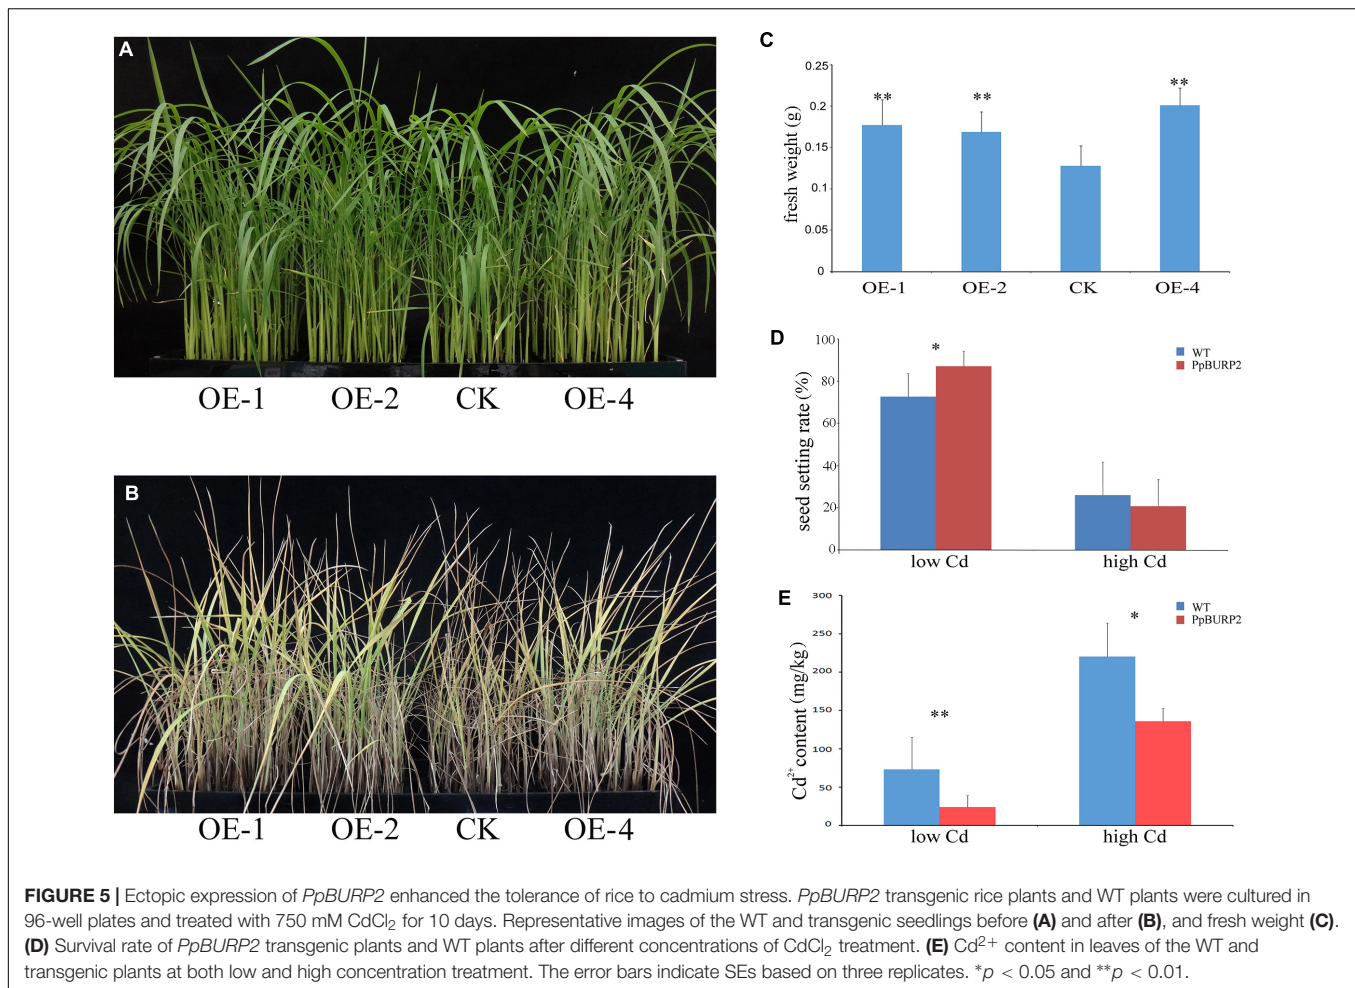 A
OE-1 OE-2 CK OE-4
B
OE-1 OE-2 CK OE-4
C
fresh weight (g)
0.25
0.2
0.15
0.1
0.05
0
** ** **
OE-1 OE-2 CK OE-4
D
seed setting rate (%)
100
80
60
40
20
0
*
WT
PpBURP2
low Cd high Cd
E
Cd²⁺ content (mg/kg)
300
250
200
150
100
50
0
** *
WT
PpBURP2
low Cd high Cd
FIGURE 5 | Ectopic expression of PpBURP2 enhanced the tolerance of rice to cadmium stress. PpBURP2 transgenic rice plants and WT plants were cultured in
96-well plates and treated with 750 mM CdCl₂ for 10 days. Representative images of the WT and transgenic seedlings before (A) and after (B), and fresh weight (C).
(D) Survival rate of PpBURP2 transgenic plants and WT plants after different concentrations of CdCl₂ treatment. (E) Cd²⁺ content in leaves of the WT and
transgenic plants at both low and high concentration treatment. The error bars indicate SEs based on three replicates. *p < 0.05 and **p < 0.01.